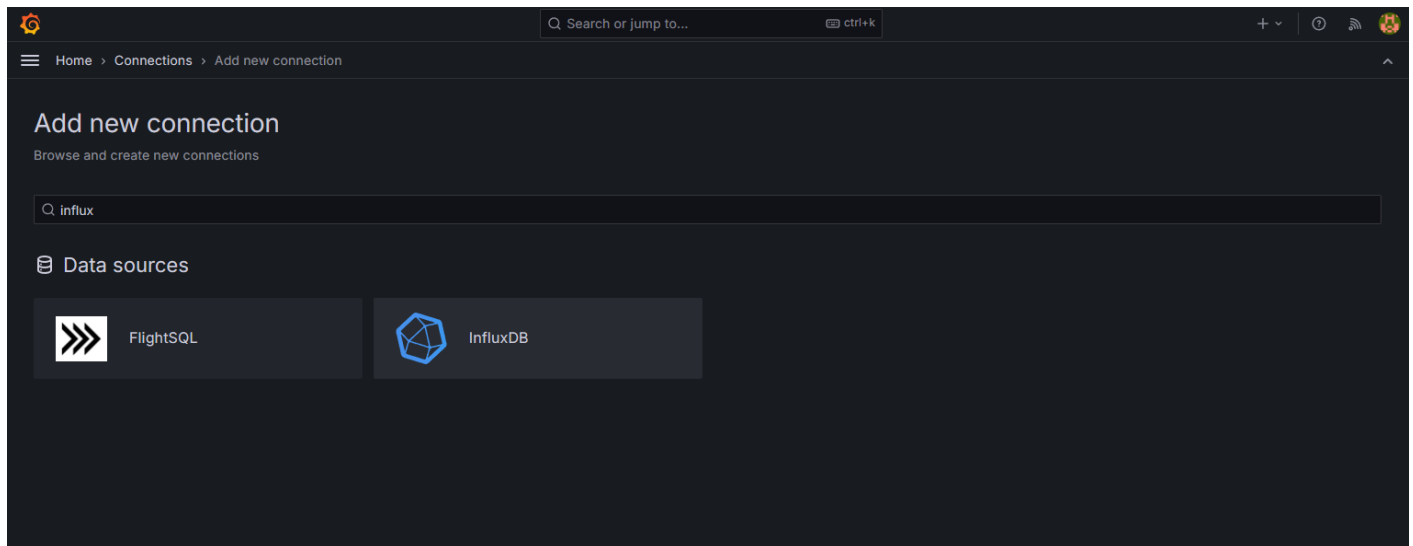 Search or jump to... ctrl+k
Home › Connections › Add new connection
Add new connection
Browse and create new connections
influx
Data sources
FlightSQL
InfluxDB